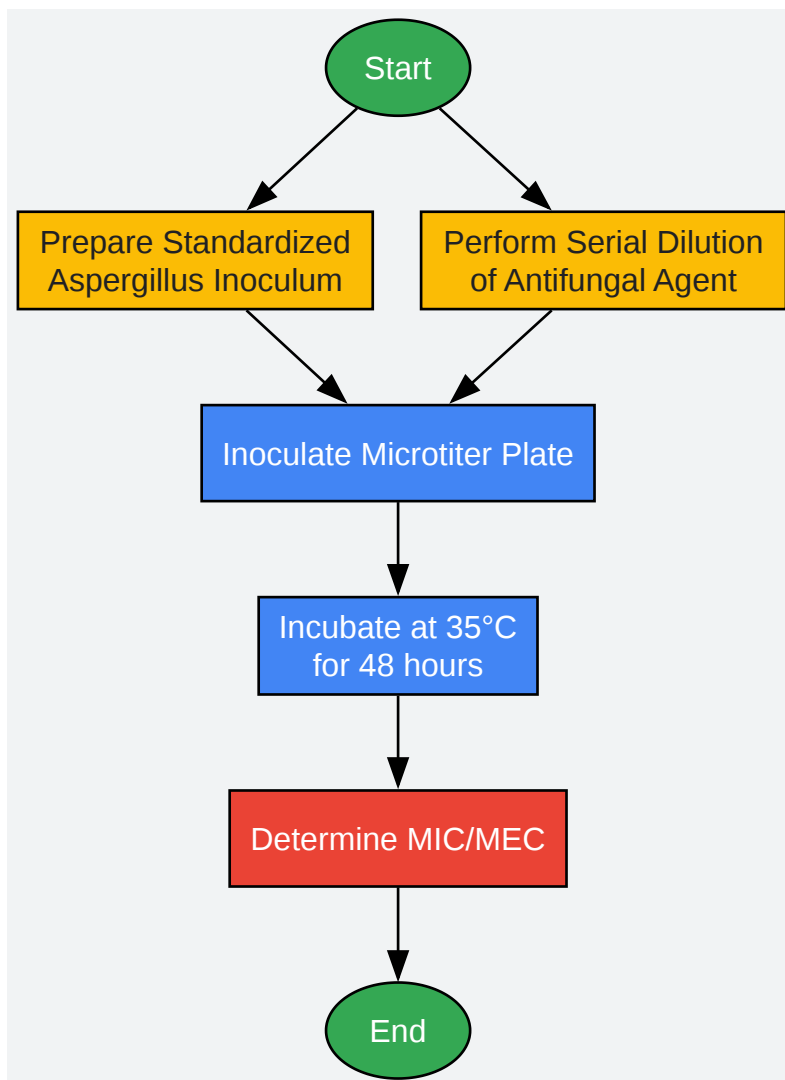 Start
Prepare Standardized
Aspergillus Inoculum
Perform Serial Dilution
of Antifungal Agent
Inoculate Microtiter Plate
Incubate at 35°C
for 48 hours
Determine MIC/MEC
End